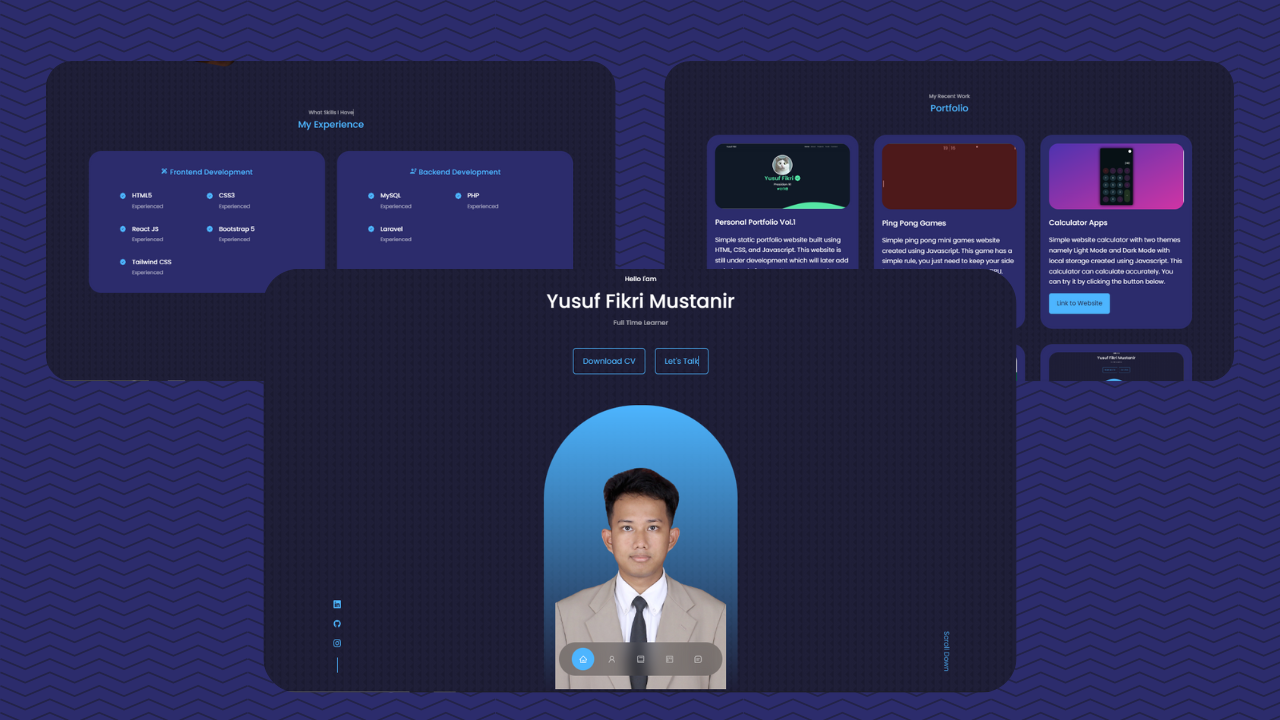 What Skills I Have
My Experience
Frontend Development
HTML5
Experienced
CSS3
Experienced
React JS
Experienced
Bootstrap 5
Experienced
Tailwind CSS
Experienced
Backend Development
MySQL
Experienced
PHP
Experienced
Laravel
Experienced
My Recent Work
Portfolio
Yusuf Fikri
Personal Portfolio Vol.1
Simple static portfolio website built using
HTML, CSS, and Javascript. This website is
still under development which will later add
Ping Pong Games
Simple ping pong mini games website
created using Javascript. This game has a
simple rule, you just need to keep your side
Calculator Apps
Simple website calculator with two themes
namely Light Mode and Dark Mode with
local storage created using Javascript. This
calculator can calculate accurately. You
can try it by clicking the button below.
Link to Website
Yusuf Fikri Mustanir
Hello I'am
Yusuf Fikri Mustanir
Full Time Learner
Download CV
Let's Talk
Scroll Down